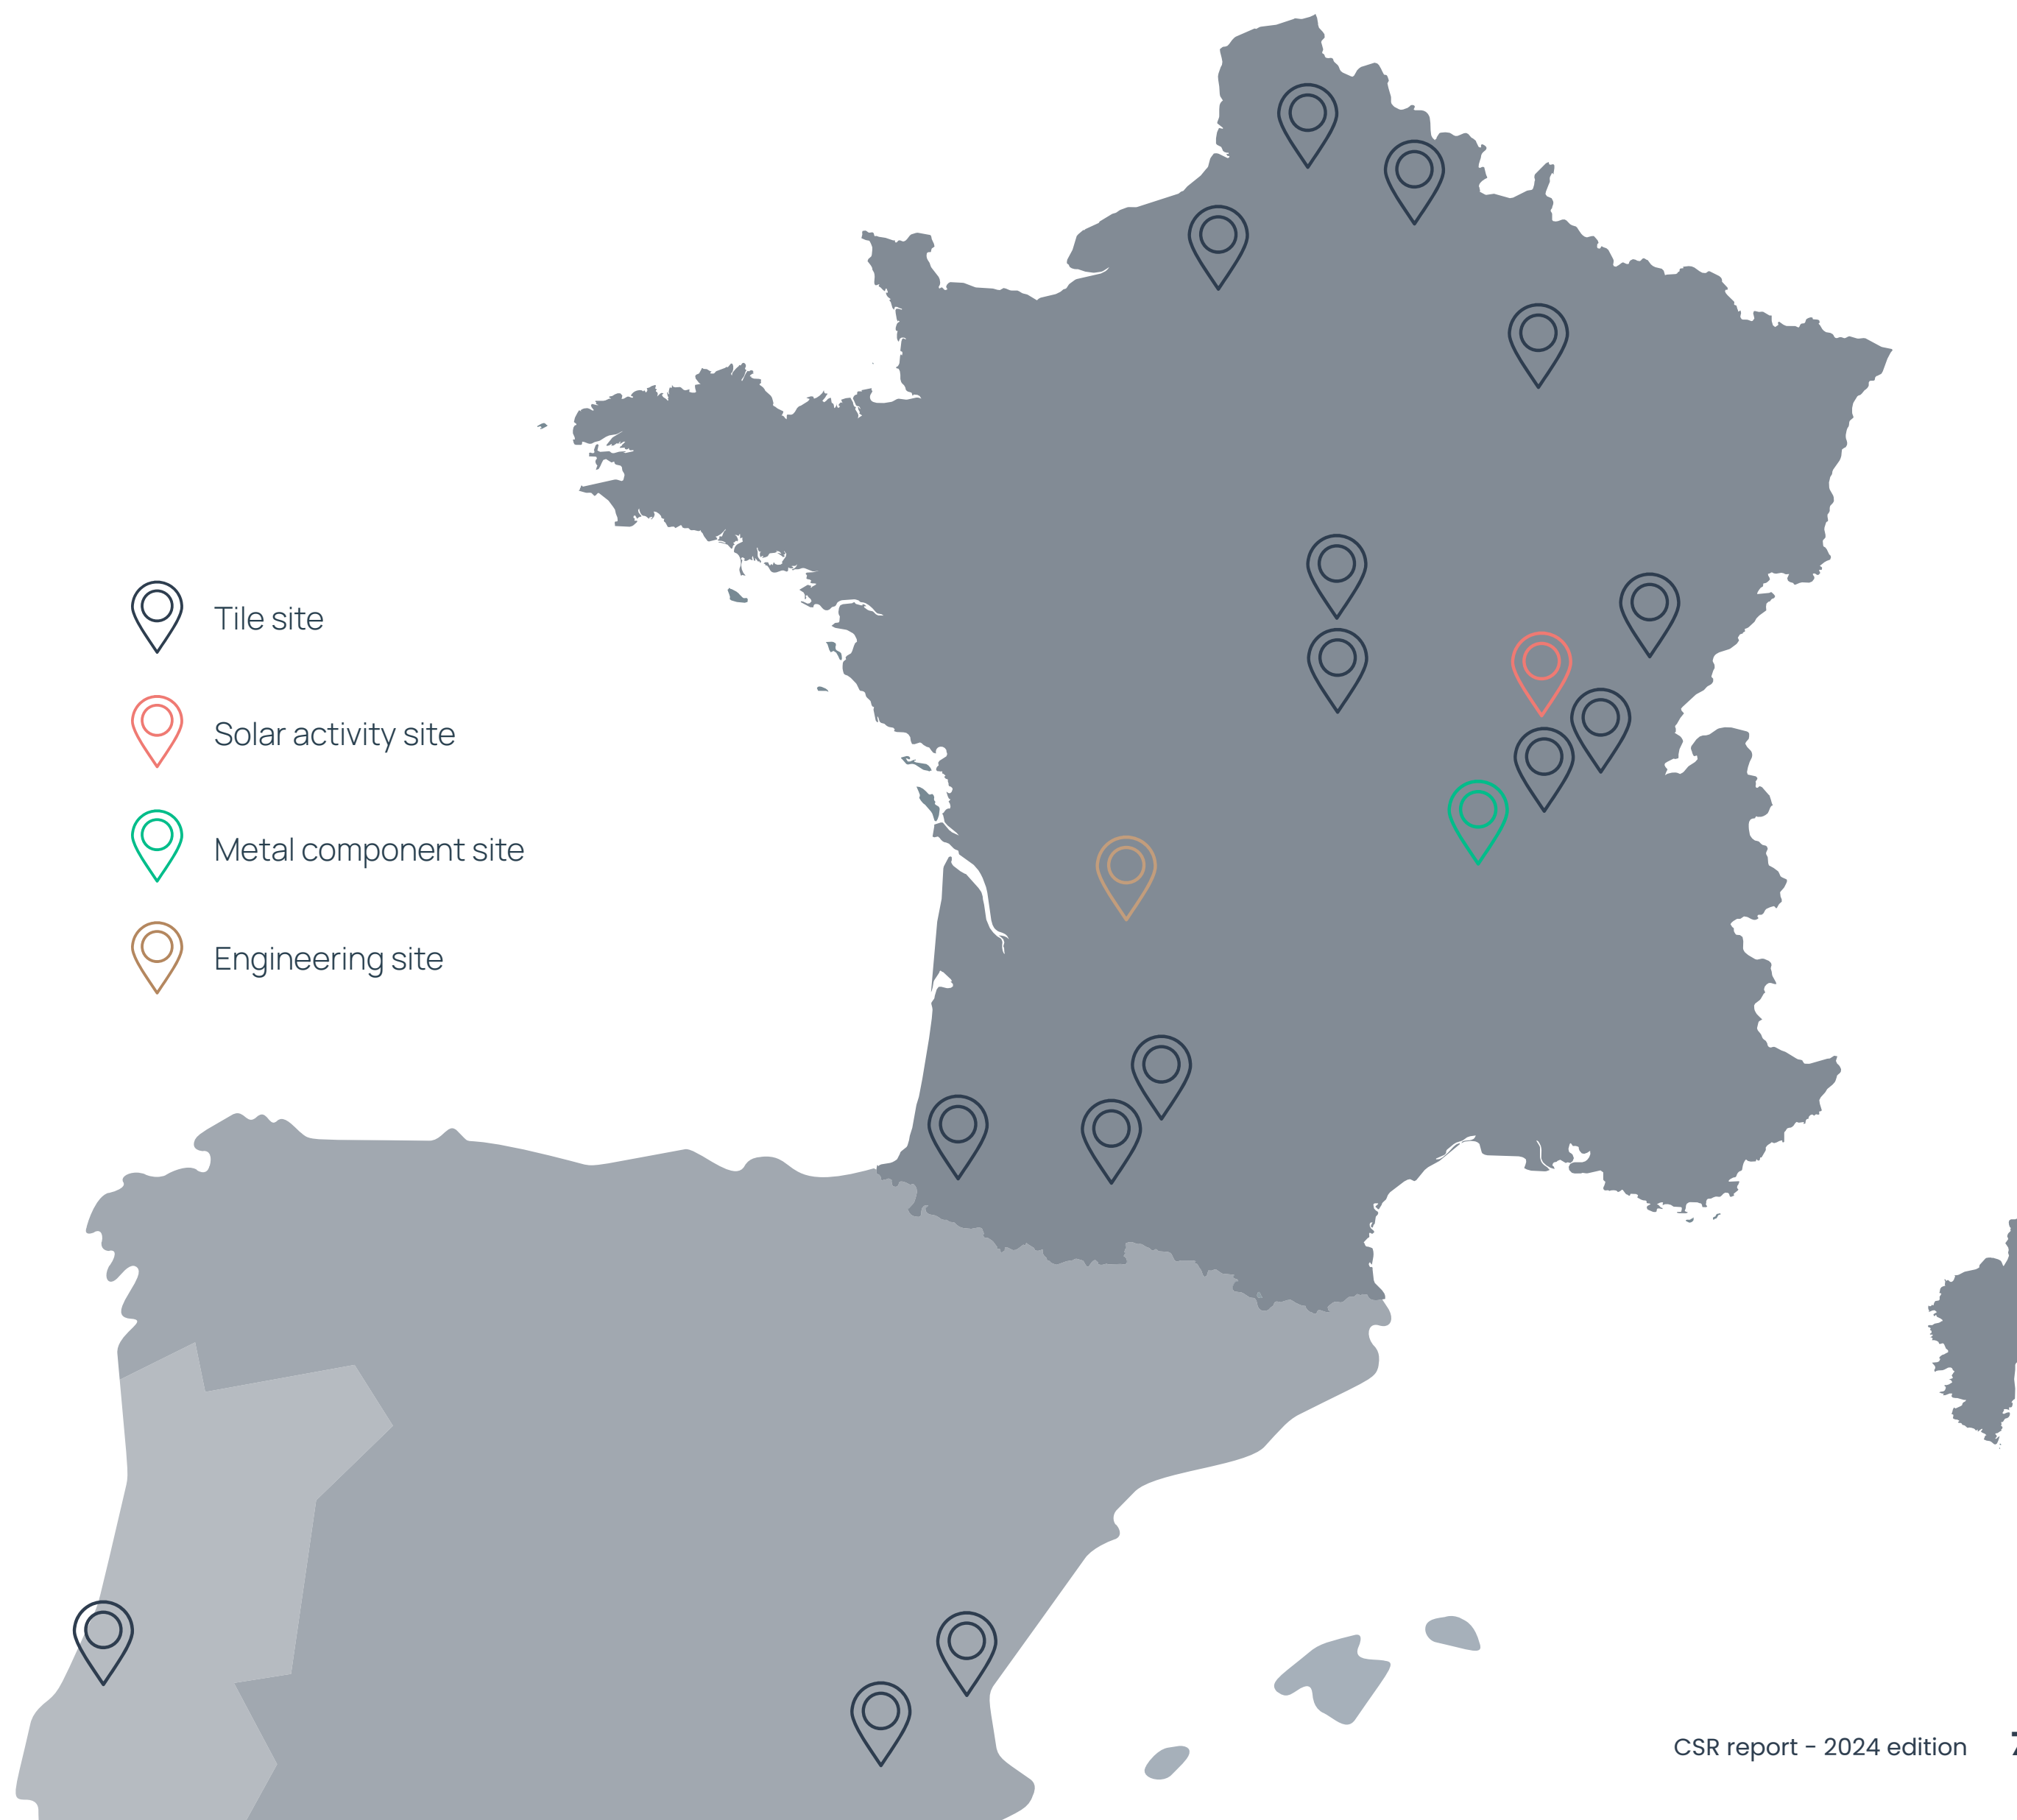 Tile site
Solar activity site
Metal component site
Engineering site
CSR report - 2024 edition